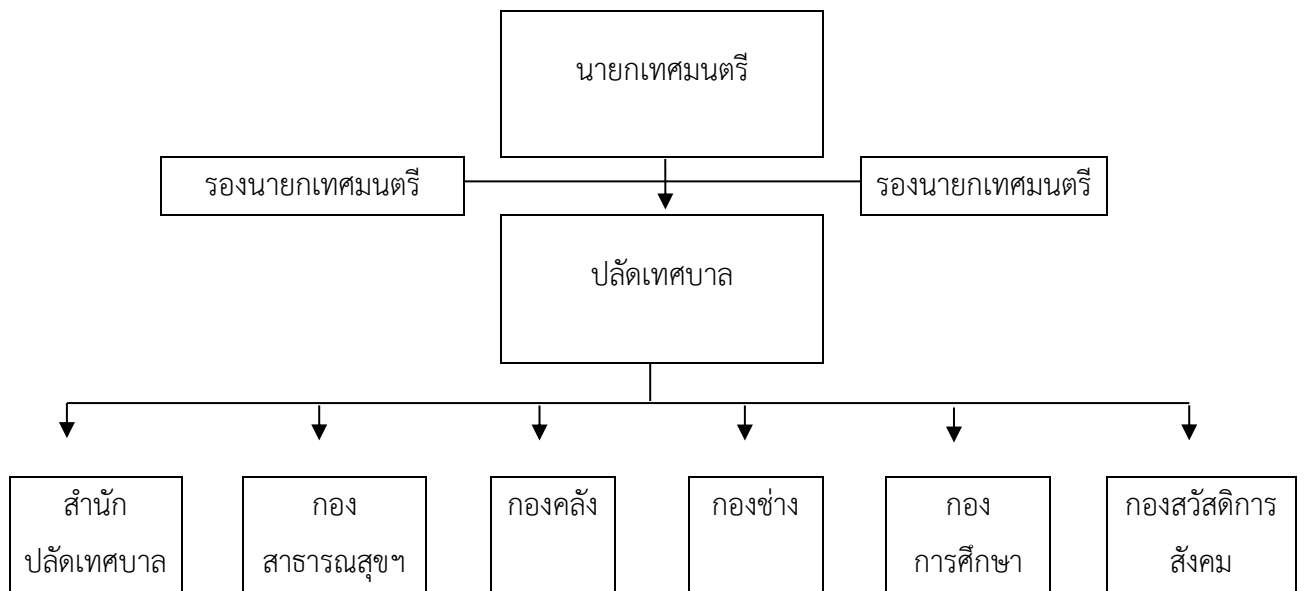 นายกเทศมนตรี
รองนายกเทศมนตรี
รองนายกเทศมนตรี
ปลัดเทศบาล
สำนัก
ปลัดเทศบาล
กอง
สาธารณสุขฯ
กองคลัง
กองช่าง
กอง
การศึกษา
กองสวัสดิการ
สังคม